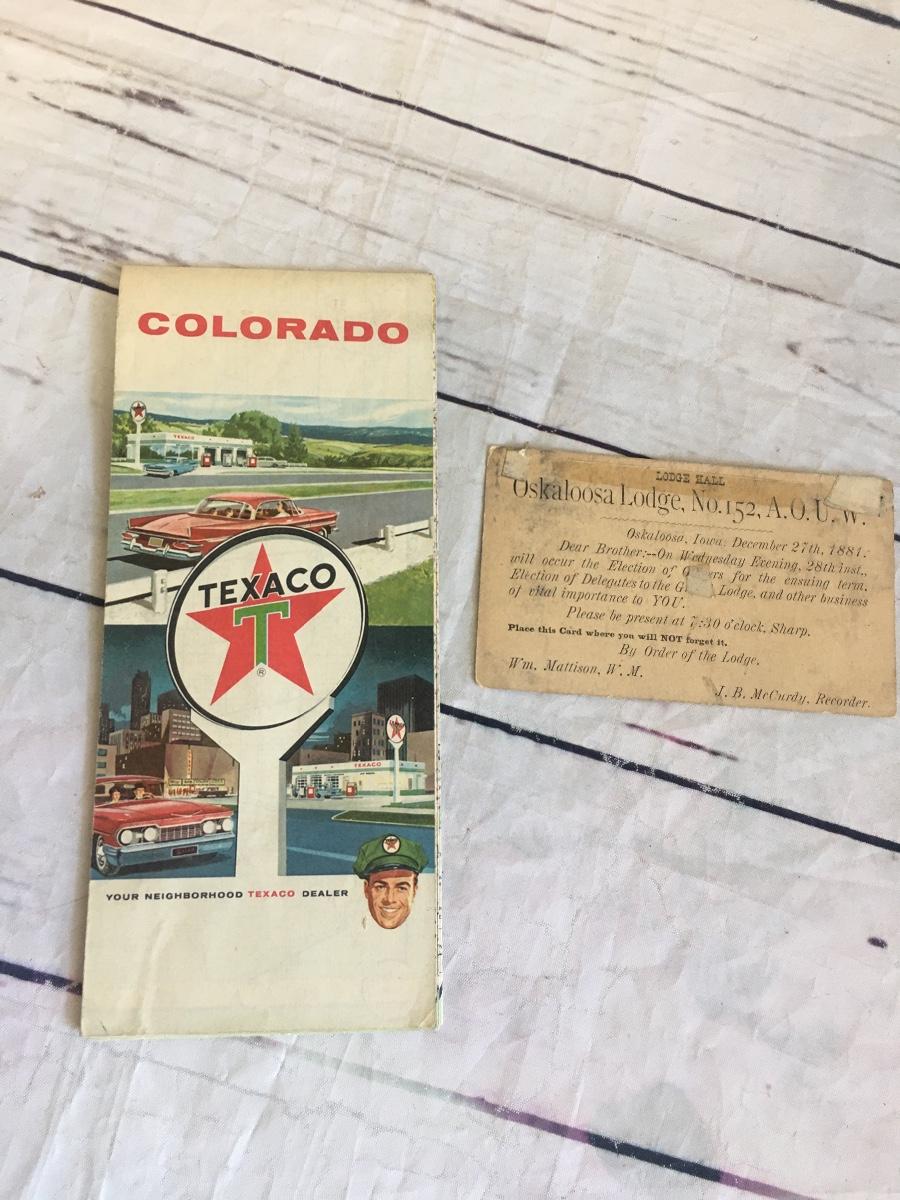 COLORADO
TEXACO
TEXACO
T
®
TEXACO
YOUR NEIGHBORHOOD TEXACO DEALER
LODGE HALL
Oskaloosa Lodge, No. 152, A. O. U. W.
Oskaloosa, Iowa, December 27th, 1881.
Dear Brother:--On Wednesday Evening, 28th inst.,
will occur the Election of for the ensuing term,
Election of Delegates to the Lodge, and other business
of vital importance to YOU.
Please be present at 7:30 o'clock, Sharp.
Place this Card where you will NOT forget it.
By Order of the Lodge.
Wm. Mattison, W. M.
J. B. McCurdy, Recorder.